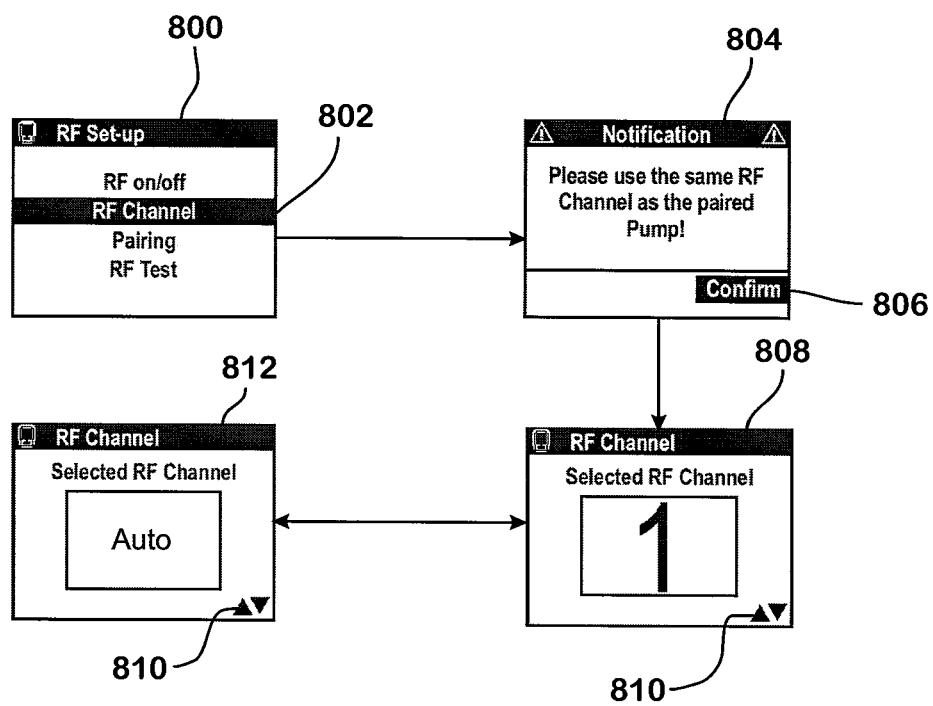 800
RF Set-up
RF on/off
RF Channel
Pairing
RF Test
802
804
Notification
Please use the same RF
Channel as the paired
Pump!
Confirm
806
812
RF Channel
Selected RF Channel
Auto
810
808
RF Channel
Selected RF Channel
1
810